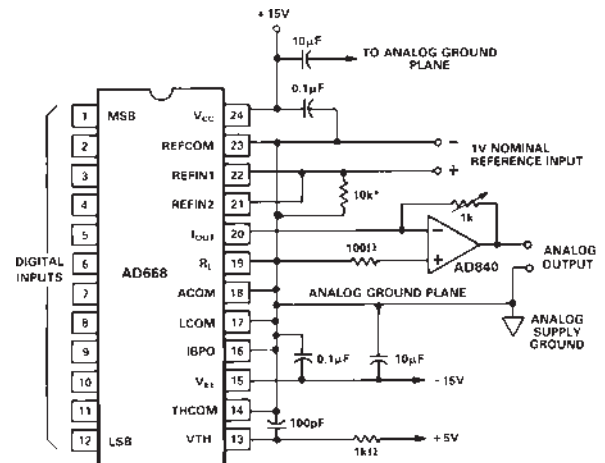 +15V
10µF
TO ANALOG GROUND
PLANE
0.1µF
1 MSB
2
3
4
5
6
7
8
9
10
11
12 LSB
DIGITAL
INPUTS
AD668
VCC 24
REFCOM 23
REFIN1 22
REFIN2 21
IOUT 20
RL 19
ACOM 18
LCOM 17
IBPO 16
VEE 15
THCOM 14
VTH 13
−
1V NOMINAL
REFERENCE INPUT
+
10k*
1k
100Ω
−
+
AD840
ANALOG
OUTPUT
ANALOG GROUND PLANE
ANALOG
SUPPLY
GROUND
0.1µF
10µF
-15V
100pF
1kΩ
+5V